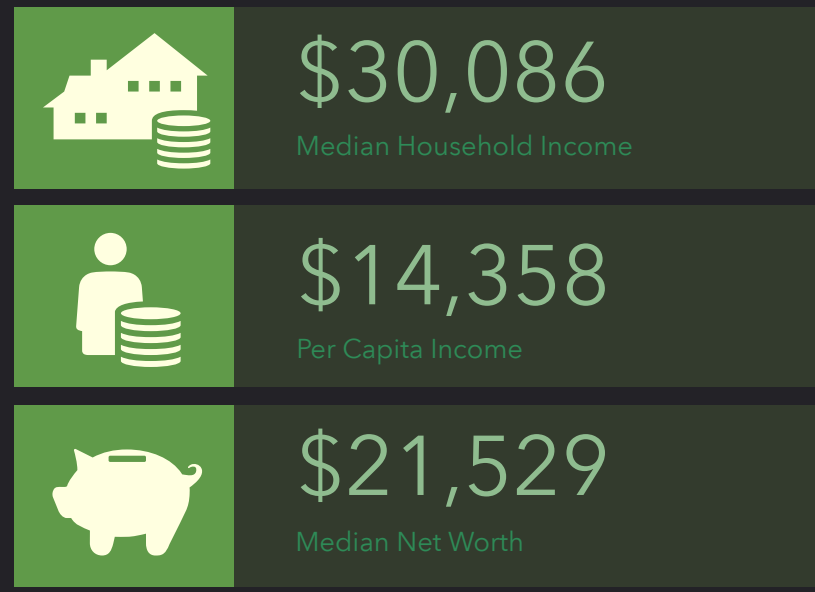 $30,086
Median Household Income
$14,358
Per Capita Income
$21,529
Median Net Worth